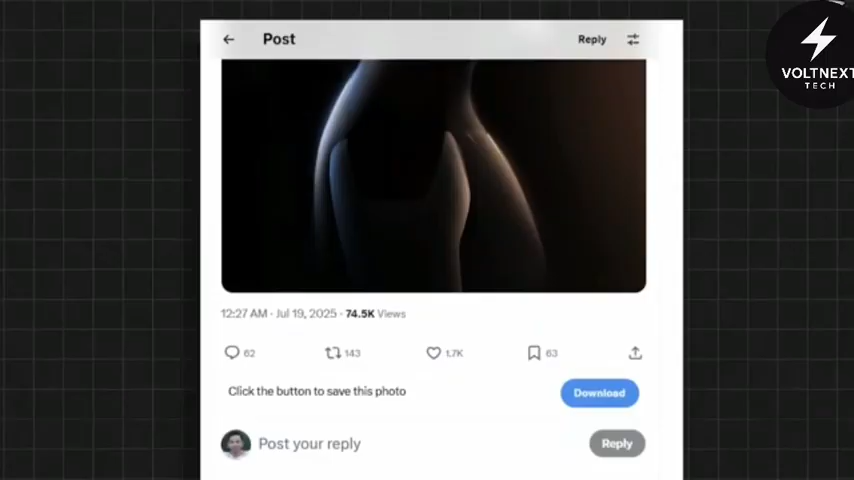 Post
Reply
VOLTNEXT
TECH
12:27 AM · Jul 19, 2025 · 74.5K Views
62 143 1.7K 63
Click the button to save this photo
Download
Post your reply
Reply